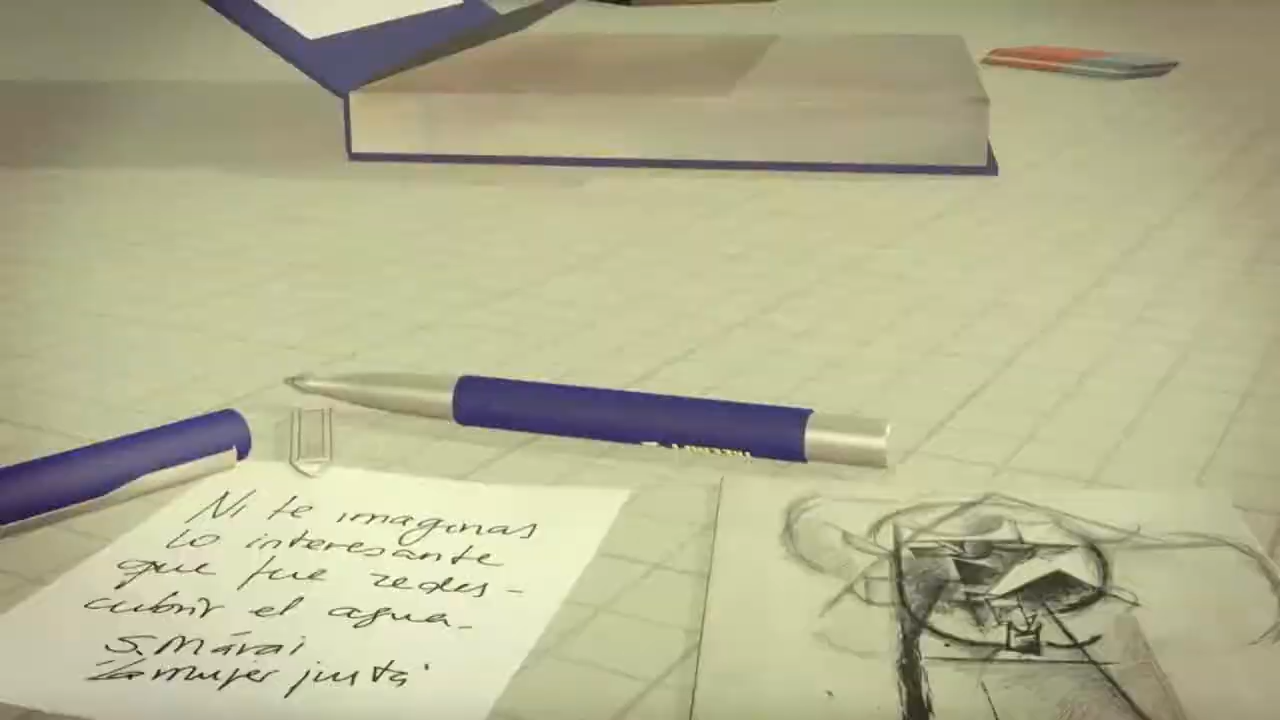 Ni te imaginas
lo interesante
que fue redes-
cubrir el agua.
S. Márai
"La mujer justa"